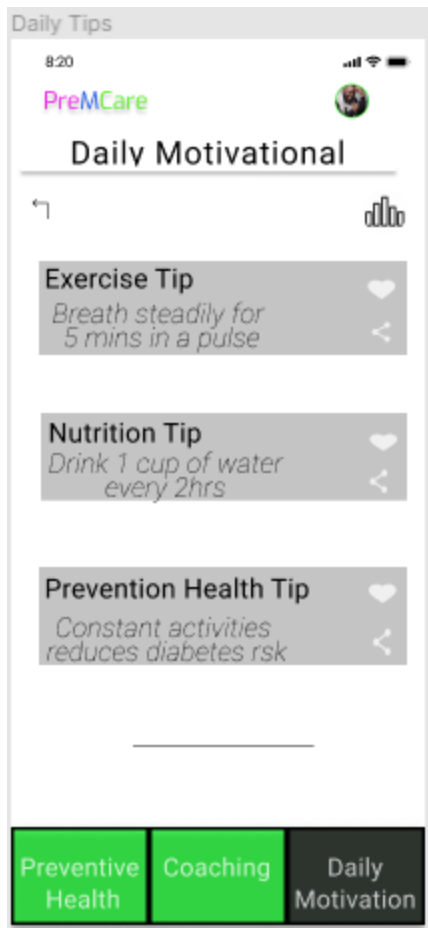 Daily Tips
8:20
PreMCare
Daily Motivational
Exercise Tip
Breath steadily for
5 mins in a pulse
Nutrition Tip
Drink 1 cup of water
every 2hrs
Prevention Health Tip
Constant activities
reduces diabetes rsk
Preventive
Health
Coaching
Daily
Motivation